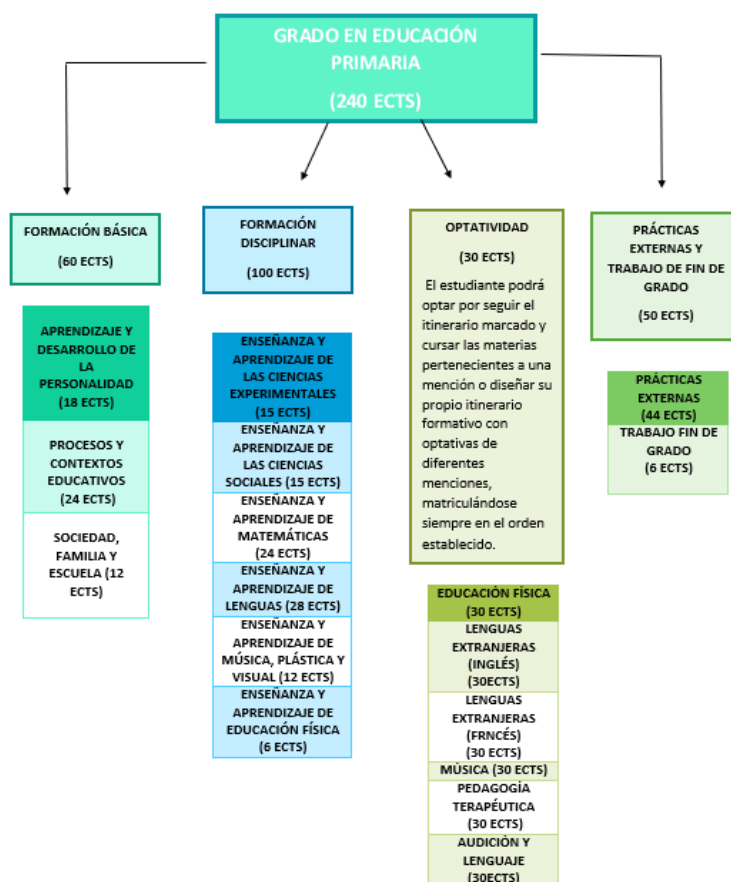 GRADO EN EDUCACIÓN
PRIMARIA
(240 ECTS)
FORMACIÓN BÁSICA
(60 ECTS)
APRENDIZAJE Y
DESARROLLO DE
LA
PERSONALIDAD
(18 ECTS)
PROCESOS Y
CONTEXTOS
EDUCATIVOS
(24 ECTS)
SOCIEDAD,
FAMILIA Y
ESCUELA (12
ECTS)
FORMACIÓN
DISCIPLINAR
(100 ECTS)
ENSEÑANZA Y
APRENDIZAJE DE
LAS CIENCIAS
EXPERIMENTALES
(15 ECTS)
ENSEÑANZA Y
APRENDIZAJE DE
LAS CIENCIAS
SOCIALES (15 ECTS)
ENSEÑANZA Y
APRENDIZAJE DE
MATEMÁTICAS
(24 ECTS)
ENSEÑANZA Y
APRENDIZAJE DE
LENGUAS (28 ECTS)
ENSEÑANZA Y
APRENDIZAJE DE
MÚSICA, PLÁSTICA Y
VISUAL (12 ECTS)
ENSEÑANZA Y
APRENDIZAJE DE
EDUCACIÓN FÍSICA
(6 ECTS)
OPTATIVIDAD
(30 ECTS)
El estudiante podrá
optar por seguir el
itinerario marcado y
cursar las materias
pertenecientes a una
mención o diseñar su
propio itinerario
formativo con
optativas de
diferentes
menciones,
matriculándose
siempre en el orden
establecido.
EDUCACIÓN FÍSICA
(30 ECTS)
LENGUAS
EXTRANJERAS
(INGLÉS)
(30ECTS)
LENGUAS
EXTRANJERAS
(FRNCÉS)
(30 ECTS)
MÚSICA (30 ECTS)
PEDAGOGÍA
TERAPÉUTICA
(30 ECTS)
AUDICIÓN Y
LENGUAJE
(30ECTS)
PRÁCTICAS
EXTERNAS Y
TRABAJO DE FIN DE
GRADO
(50 ECTS)
PRÁCTICAS
EXTERNAS
(44 ECTS)
TRABAJO FIN DE
GRADO
(6 ECTS)